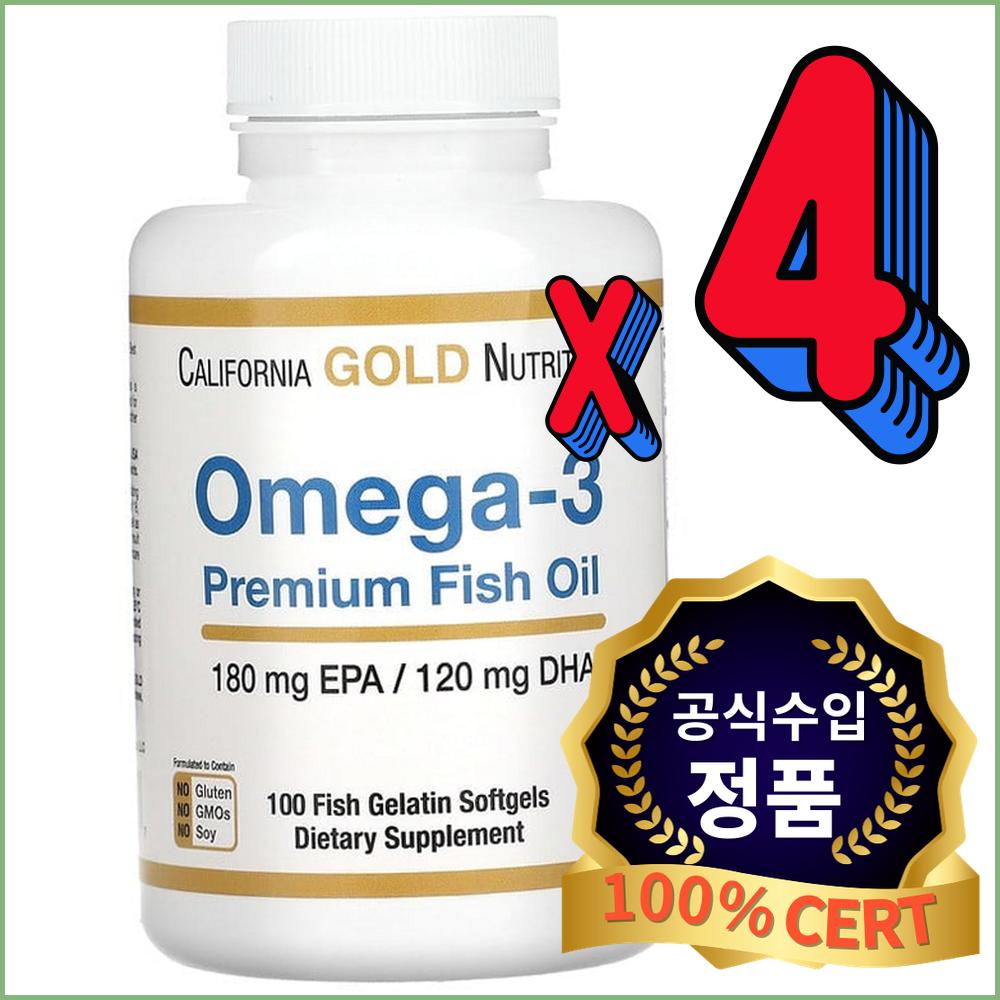 CALIFORNIA GOLD NUTRIT
x 4
Omega-3
Premium Fish Oil
180 mg EPA / 120 mg DHA
Formulated to Contain
NO Gluten
NO GMOs
NO Soy
100 Fish Gelatin Softgels
Dietary Supplement
공식수입
정품
100% CERT